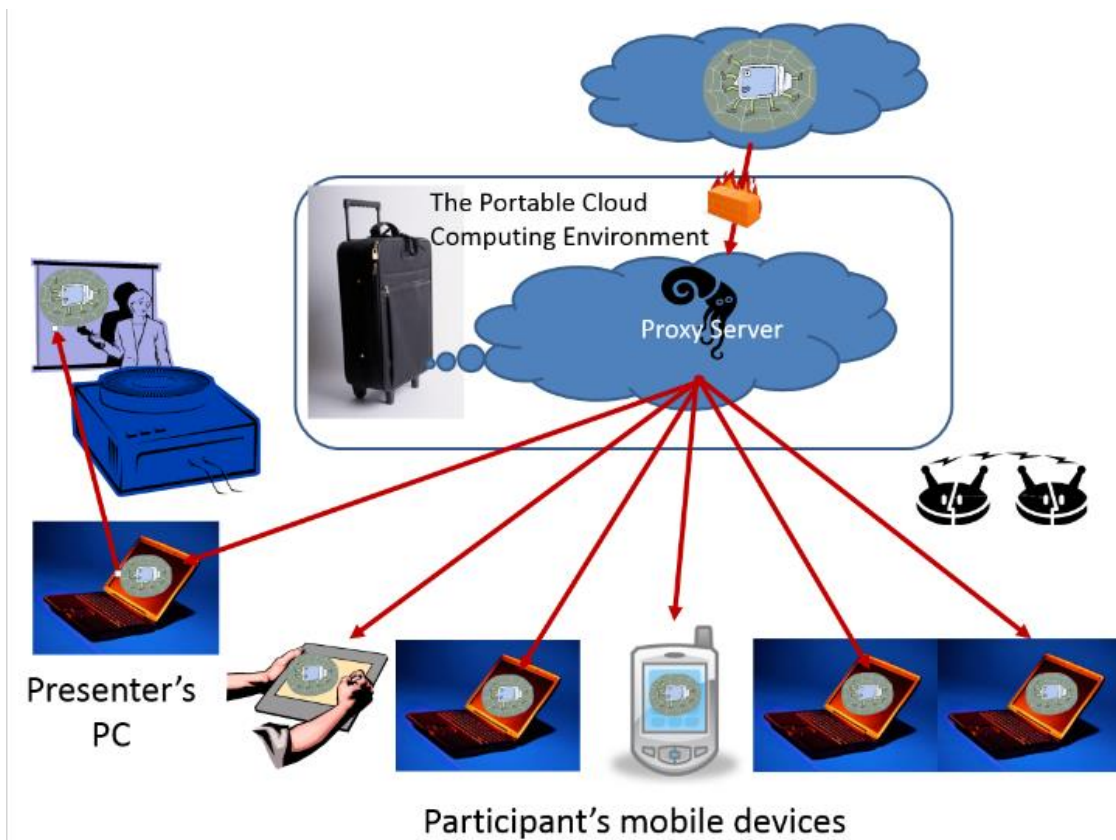 The Portable Cloud
Computing Environment
Proxy Server
Presenter's
PC
Participant's mobile devices